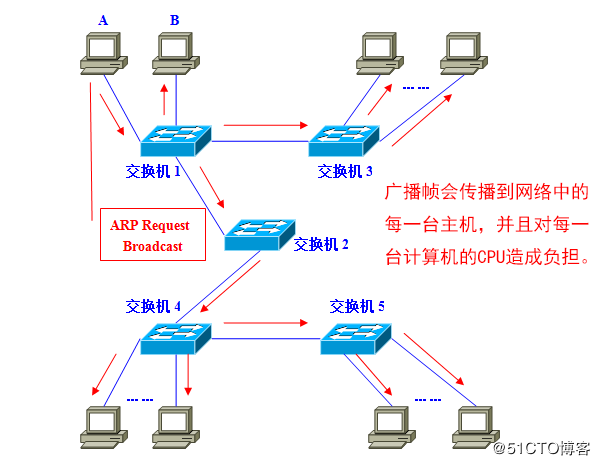 A
B
... ...
交换机 1
交换机 3
广播帧会传播到网络中的
每一台主机，并且对每一
台计算机的CPU造成负担。
ARP Request
Broadcast
交换机 2
交换机 4
交换机 5
... ...
... ...
@51CTO博客